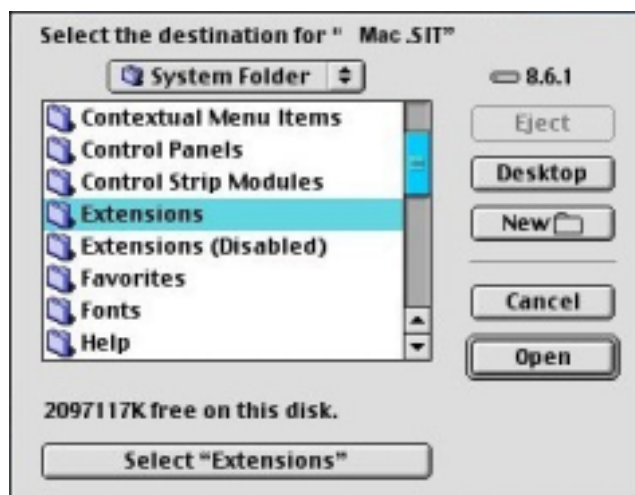 Select the destination for “ Mac .SIT”
System Folder
8.6.1
Contextual Menu Items
Control Panels
Control Strip Modules
Extensions
Extensions (Disabled)
Favorites
Fonts
Help
Eject
Desktop
New
Cancel
Open
2097117K free on this disk.
Select “Extensions”